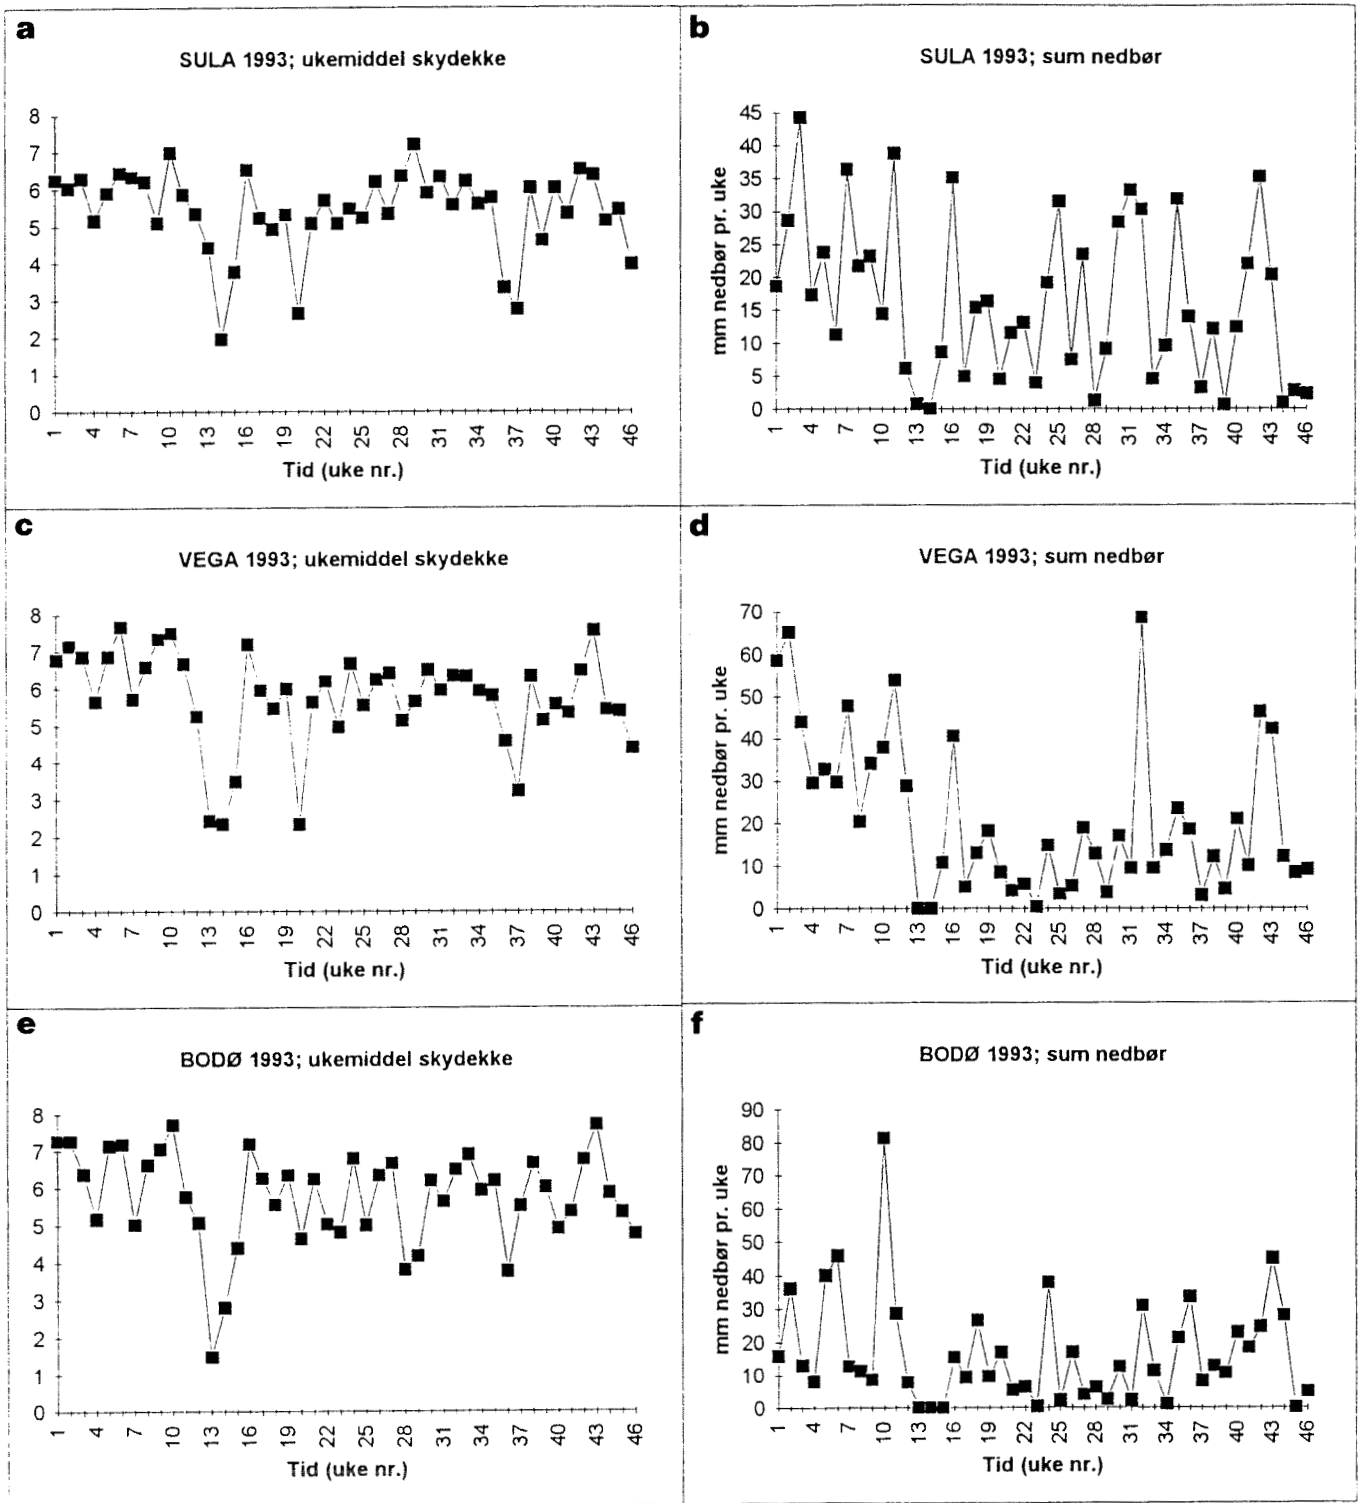 a
SULA 1993; ukemiddel skydekke
8
7
6
5
4
3
2
1
0
1 4 7 10 13 16 19 22 25 28 31 34 37 40 43 46
Tid (uke nr.)
b
SULA 1993; sum nedbør
mm nedbør pr. uke
45
40
35
30
25
20
15
10
5
0
1 4 7 10 13 16 19 22 25 28 31 34 37 40 43 46
Tid (uke nr.)
c
VEGA 1993; ukemiddel skydekke
8
7
6
5
4
3
2
1
0
1 4 7 10 13 16 19 22 25 28 31 34 37 40 43 46
Tid (uke nr.)
d
VEGA 1993; sum nedbør
mm nedbør pr. uke
70
60
50
40
30
20
10
0
1 4 7 10 13 16 19 22 25 28 31 34 37 40 43 46
Tid (uke nr.)
e
BODØ 1993; ukemiddel skydekke
8
7
6
5
4
3
2
1
0
1 4 7 10 13 16 19 22 25 28 31 34 37 40 43 46
Tid (uke nr.)
f
BODØ 1993; sum nedbør
mm nedbør pr. uke
90
80
70
60
50
40
30
20
10
0
1 4 7 10 13 16 19 22 25 28 31 34 37 40 43 46
Tid (uke nr.)